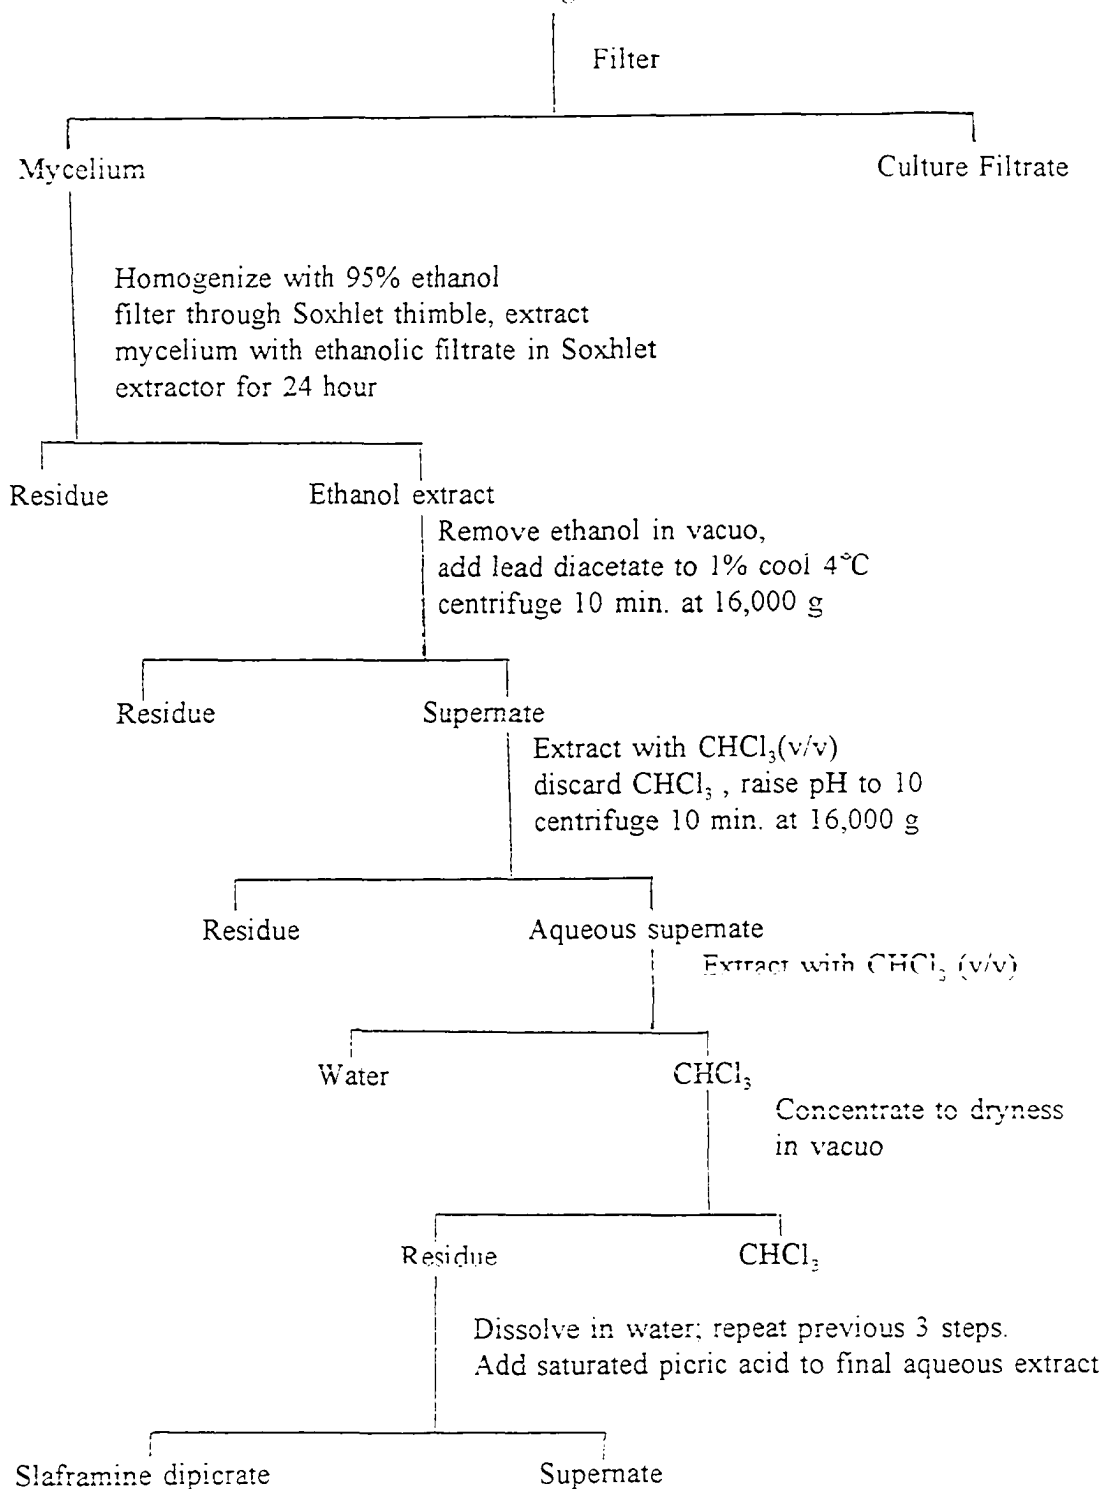 Filter
Mycelium
Culture Filtrate
Homogenize with 95% ethanol
filter through Soxhlet thimble, extract
mycelium with ethanolic filtrate in Soxhlet
extractor for 24 hour
Residue
Ethanol extract
Remove ethanol in vacuo,
add lead diacetate to 1% cool 4°C
centrifuge 10 min. at 16,000 g
Residue
Supernate
Extract with CHCl₃(v/v)
discard CHCl₃ , raise pH to 10
centrifuge 10 min. at 16,000 g
Residue
Aqueous supernate
Extract with CHCl₃ (v/v)
Water
CHCl₃
Concentrate to dryness
in vacuo
Residue
CHCl₃
Dissolve in water; repeat previous 3 steps.
Add saturated picric acid to final aqueous extract
Slaframine dipicrate
Supernate